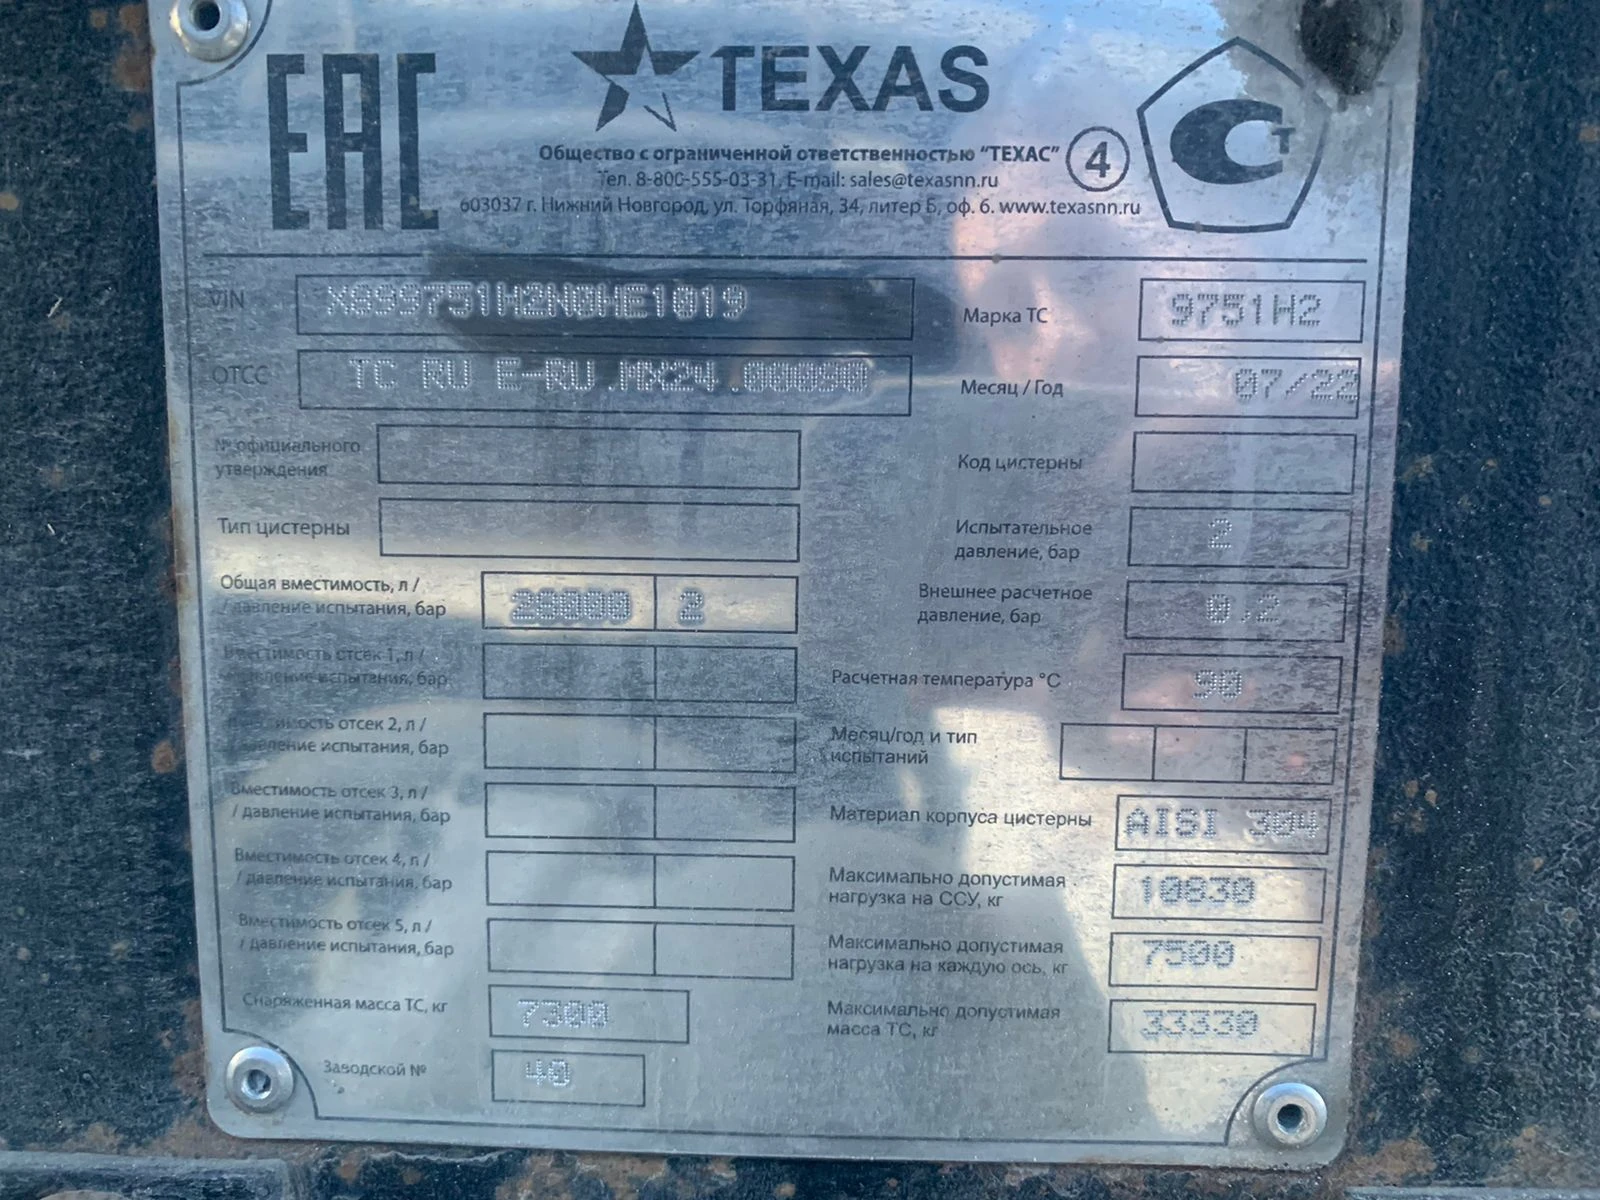 EAC
TEXAS
Общество с ограниченной ответственностью "ТЕХАС"
4
Ст
Тел. 8-800-555-03-31. E-mail: sales@texasnn.ru
603037 г. Нижний Новгород, ул. Торфяная, 34, литер Б, оф. 6. www.texasnn.ru
VIN X899751H2N0HE1019
Марка ТС 9751H2
ОТСС TC RU E-RU.MX24.00090
Месяц / Год 07/22
№ официального
утверждения
Код цистерны
Тип цистерны
Испытательное
давление, бар 2
Общая вместимость, л /
/ давление испытания, бар 28000 2
Внешнее расчетное
давление, бар 0,2
Вместимость отсек 1, л /
/ давление испытания, бар
Расчетная температура °C 90
Вместимость отсек 2, л /
/ давление испытания, бар
Месяц/год и тип
испытаний
Вместимость отсек 3, л /
/ давление испытания, бар
Материал корпуса цистерны AISI 304
Вместимость отсек 4, л /
/ давление испытания, бар
Максимально допустимая
нагрузка на ССУ, кг 10830
Вместимость отсек 5, л /
/ давление испытания, бар
Максимально допустимая
нагрузка на каждую ось, кг 7500
Снаряженная масса ТС, кг 7300
Максимально допустимая
масса ТС, кг 33330
Заводской № 40